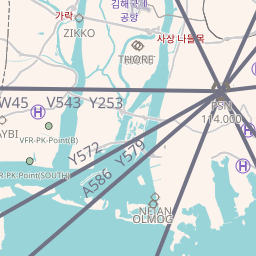 김해국제
공항
가락
ZIKKO
사상 나들목
THORE
W45
V543
Y253
PSN
114.000
AYBI
VFR-PK-Point(B)
Y572
Y579
A586
VFR-PK-Point(SOUTH)
OLMOG